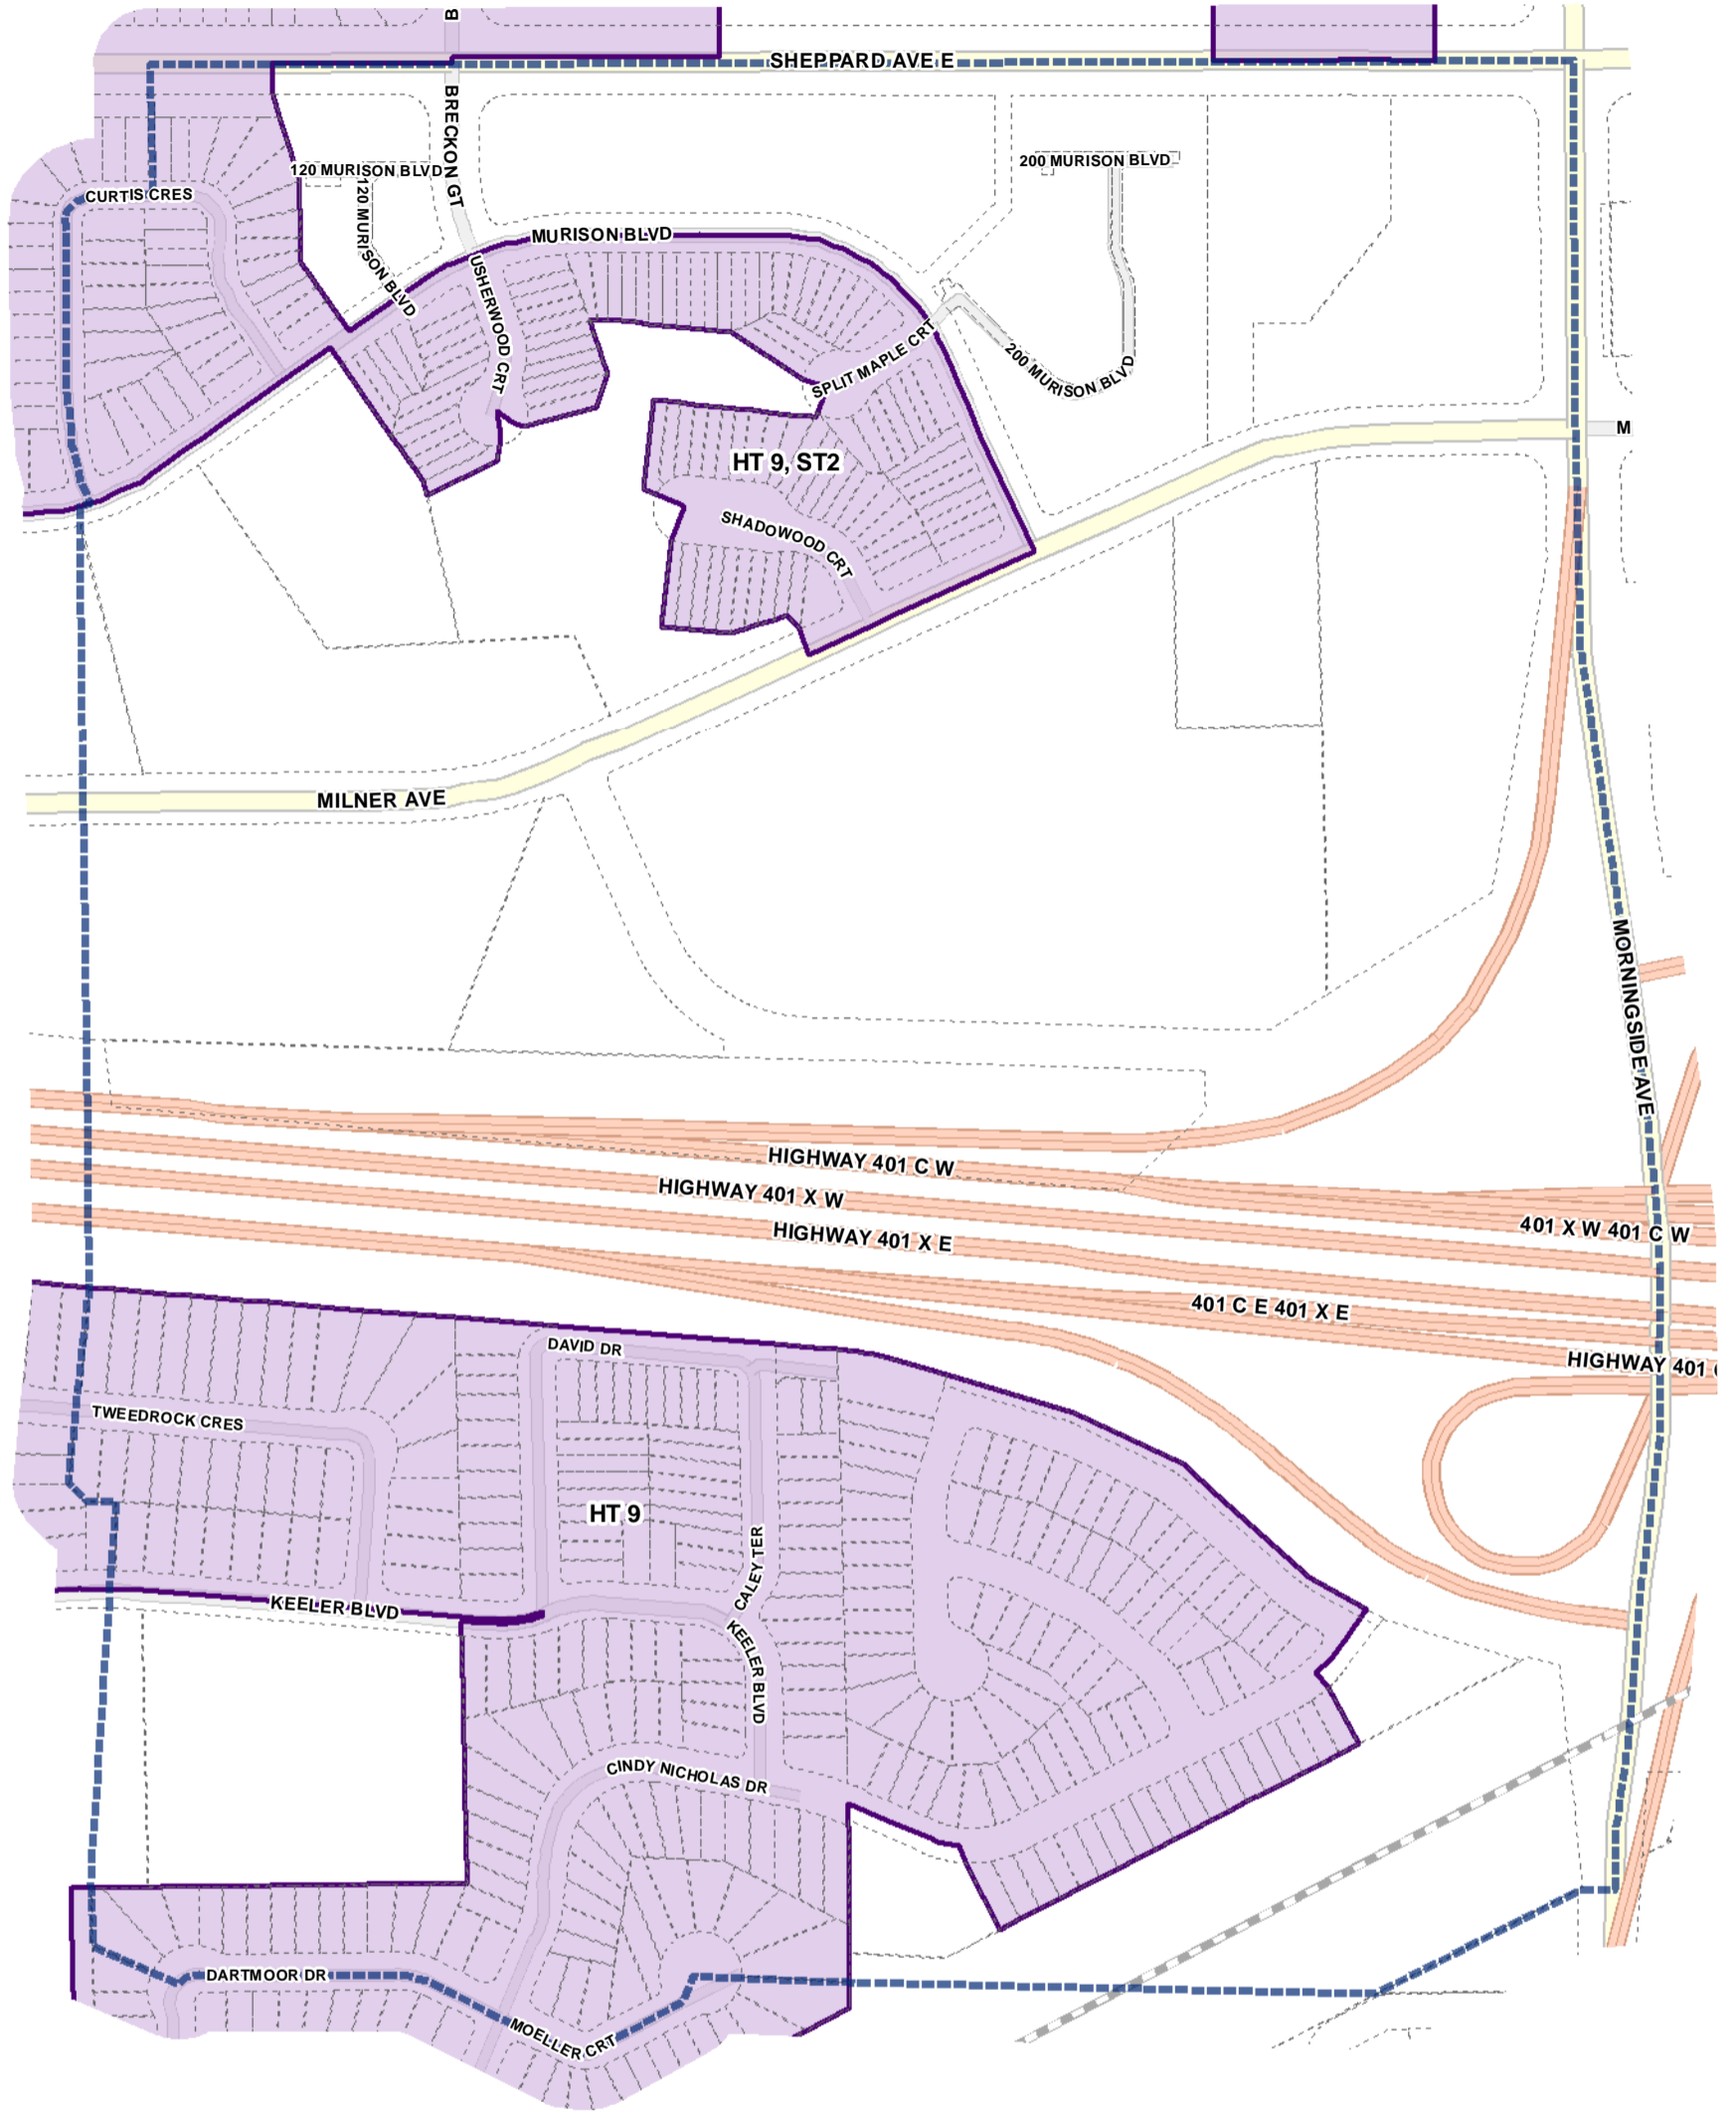 B
SHEPPARD AVE E
BRECKON GT
120 MURISON BLVD
200 MURISON BLVD
120 MURISON BLVD
CURTIS CRES
MURISON BLVD
USHERWOOD CRT
SPLIT MAPLE CRT
200 MURISON BLVD
M
HT 9, ST2
SHADOWOOD CRT
MILNER AVE
MORNINGSIDE AVE
HIGHWAY 401 C W
HIGHWAY 401 X W
HIGHWAY 401 X E
401 X W 401 C W
401 C E 401 X E
HIGHWAY 401
DAVID DR
TWEEDROCK CRES
HT 9
CALEY TER
KEELER BLVD
KEELER BLVD
CINDY NICHOLAS DR
DARTMOOR DR
MOELLER CRT